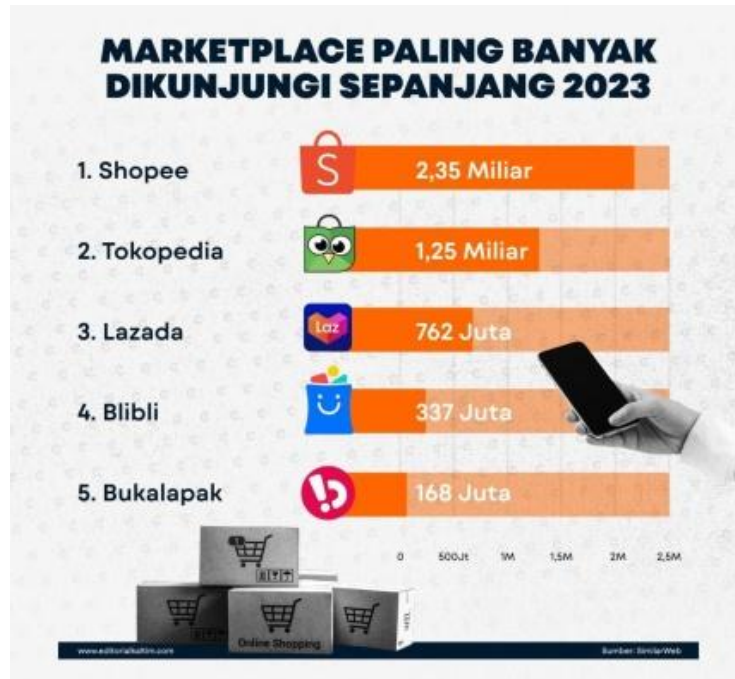 MARKETPLACE PALING BANYAK
DIKUNJUNGI SEPANJANG 2023
1. Shopee
S
2,35 Miliar
2. Tokopedia
1,25 Miliar
3. Lazada
Laz
762 Juta
4. Blibli
337 Juta
5. Bukalapak
168 Juta
0 500Jt 1M 1,5M 2M 2,5M
1
Online Shopping
www.editorialkaltim.com
Sumber: SimilarWeb